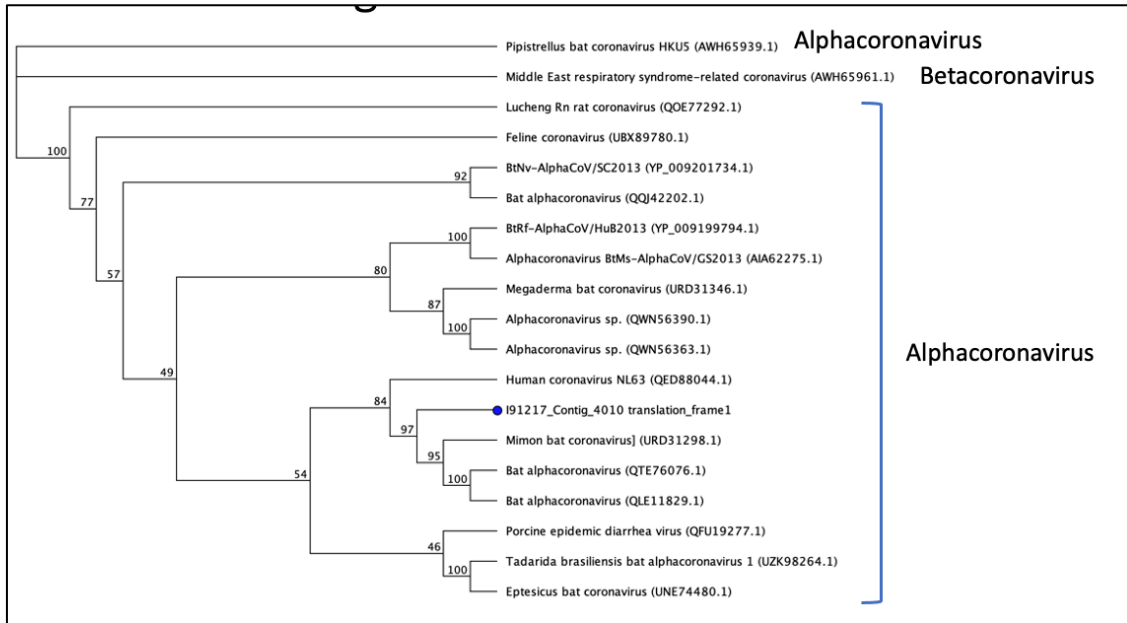 Pipistrellus bat coronavirus HKU5 (AWH65939.1) Alphacoronavirus
Middle East respiratory syndrome-related coronavirus (AWH65961.1) Betacoronavirus
Lucheng Rn rat coronavirus (QOE77292.1)
Feline coronavirus (UBX89780.1)
100
BtNv-AlphaCoV/SC2013 (YP_009201734.1)
92
Bat alphacoronavirus (QQJ42202.1)
77
BtRf-AlphaCoV/HuB2013 (YP_009199794.1)
100
Alphacoronavirus BtMs-AlphaCoV/GS2013 (AIA62275.1)
57
80
Megaderma bat coronavirus (URD31346.1)
87
Alphacoronavirus sp. (QWN56390.1)
100
Alphacoronavirus sp. (QWN56363.1)
Alphacoronavirus
49
Human coronavirus NL63 (QED88044.1)
84
I91217_Contig_4010 translation_frame1
97
Mimon bat coronavirus] (URD31298.1)
95
Bat alphacoronavirus (QTE76076.1)
100
54
Bat alphacoronavirus (QLE11829.1)
Porcine epidemic diarrhea virus (QFU19277.1)
46
Tadarida brasiliensis bat alphacoronavirus 1 (UZK98264.1)
100
Eptesicus bat coronavirus (UNE74480.1)